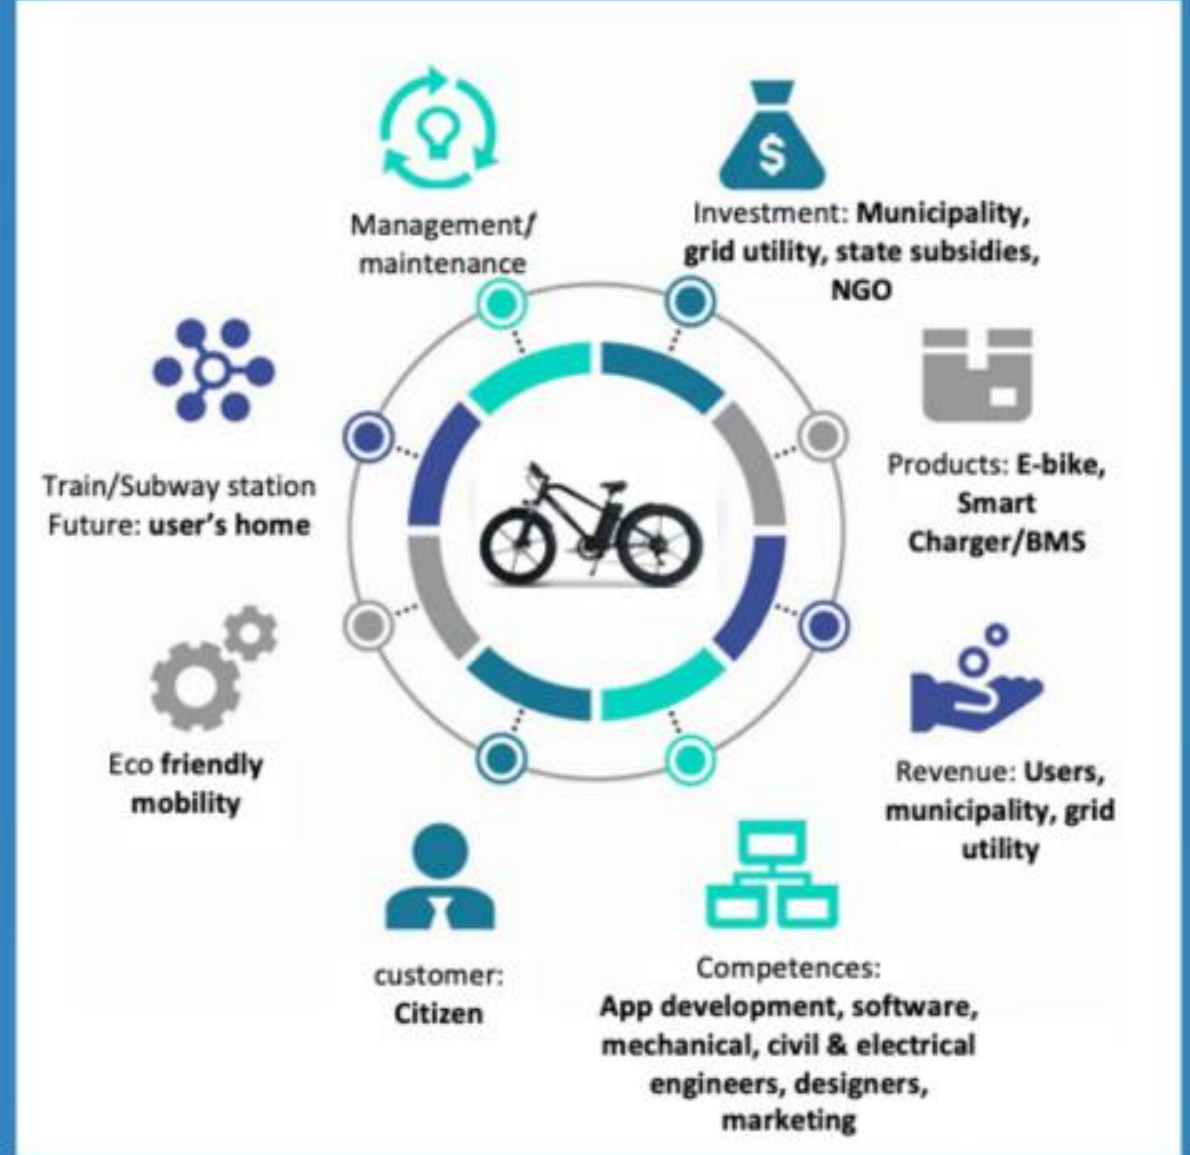 Management/
maintenance
$
Investment: Municipality,
grid utility, state subsidies,
NGO
Train/Subway station
Future: user's home
Products: E-bike,
Smart
Charger/BMS
Eco friendly
mobility
Revenue: Users,
municipality, grid
utility
customer:
Citizen
Competences:
App development, software,
mechanical, civil & electrical
engineers, designers,
marketing